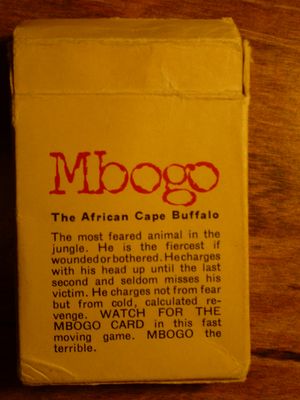 Mbogo
The African Cape Buffalo
The most feared animal in the
jungle. He is the fiercest if
wounded or bothered. He charges
with his head up until the last
second and seldom misses his
victim. He charges not from fear
but from cold, calculated re-
venge. WATCH FOR THE
MBOGO CARD in this fast
moving game. MBOGO the
terrible.